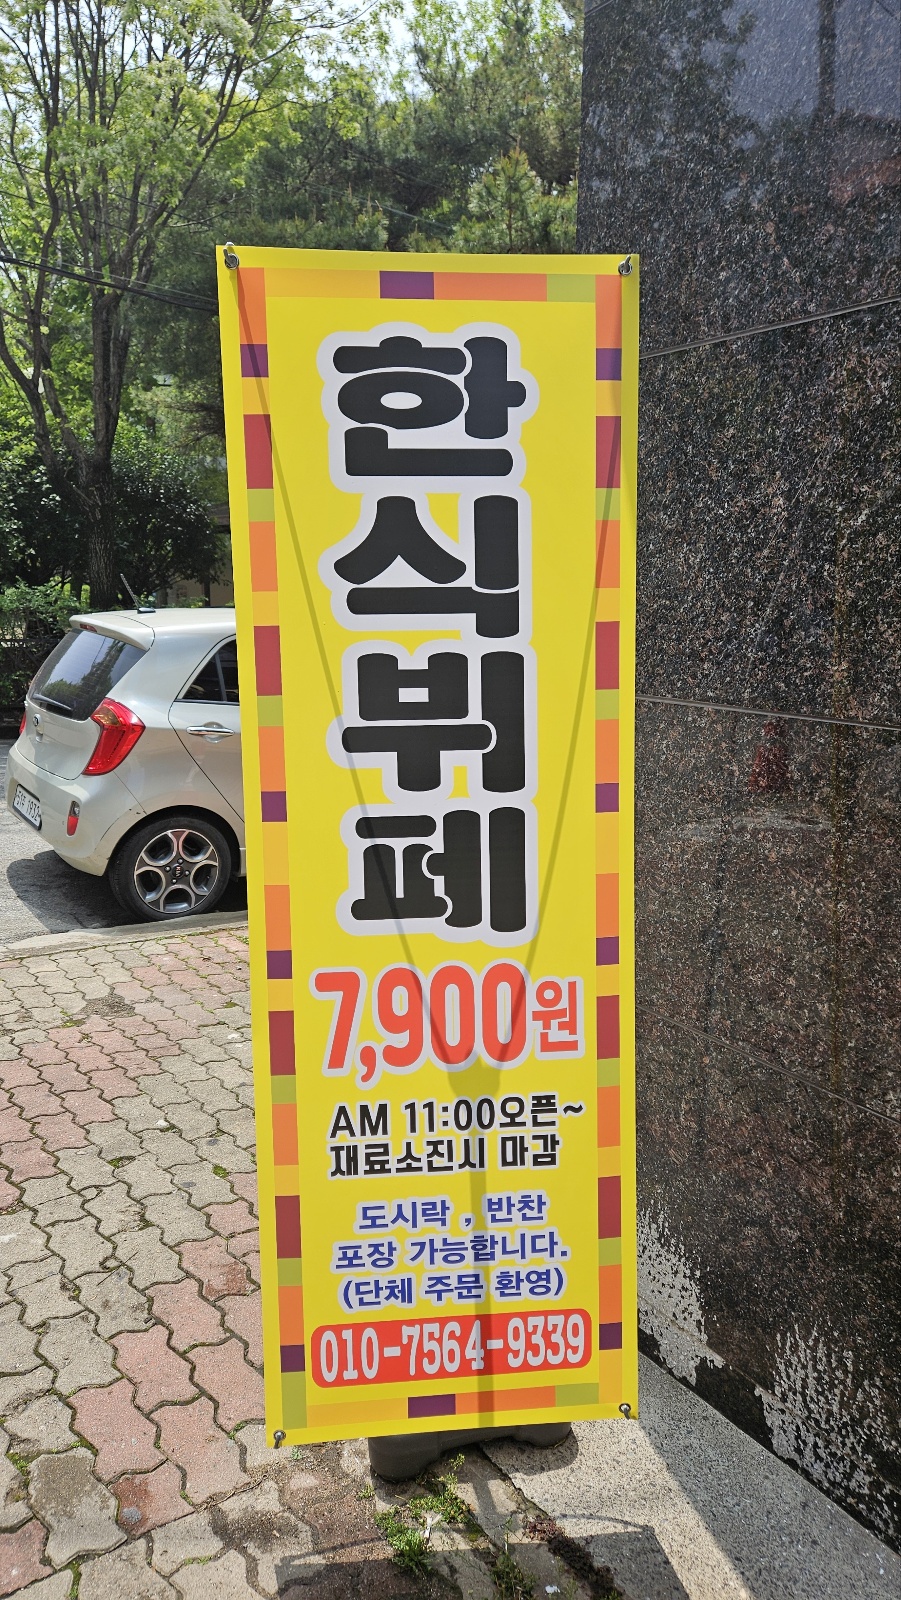 한식뷔페
7,900원
AM 11:00오픈~
재료소진시 마감
도시락 , 반찬
포장 가능합니다.
(단체 주문 환영)
010-7564-9339